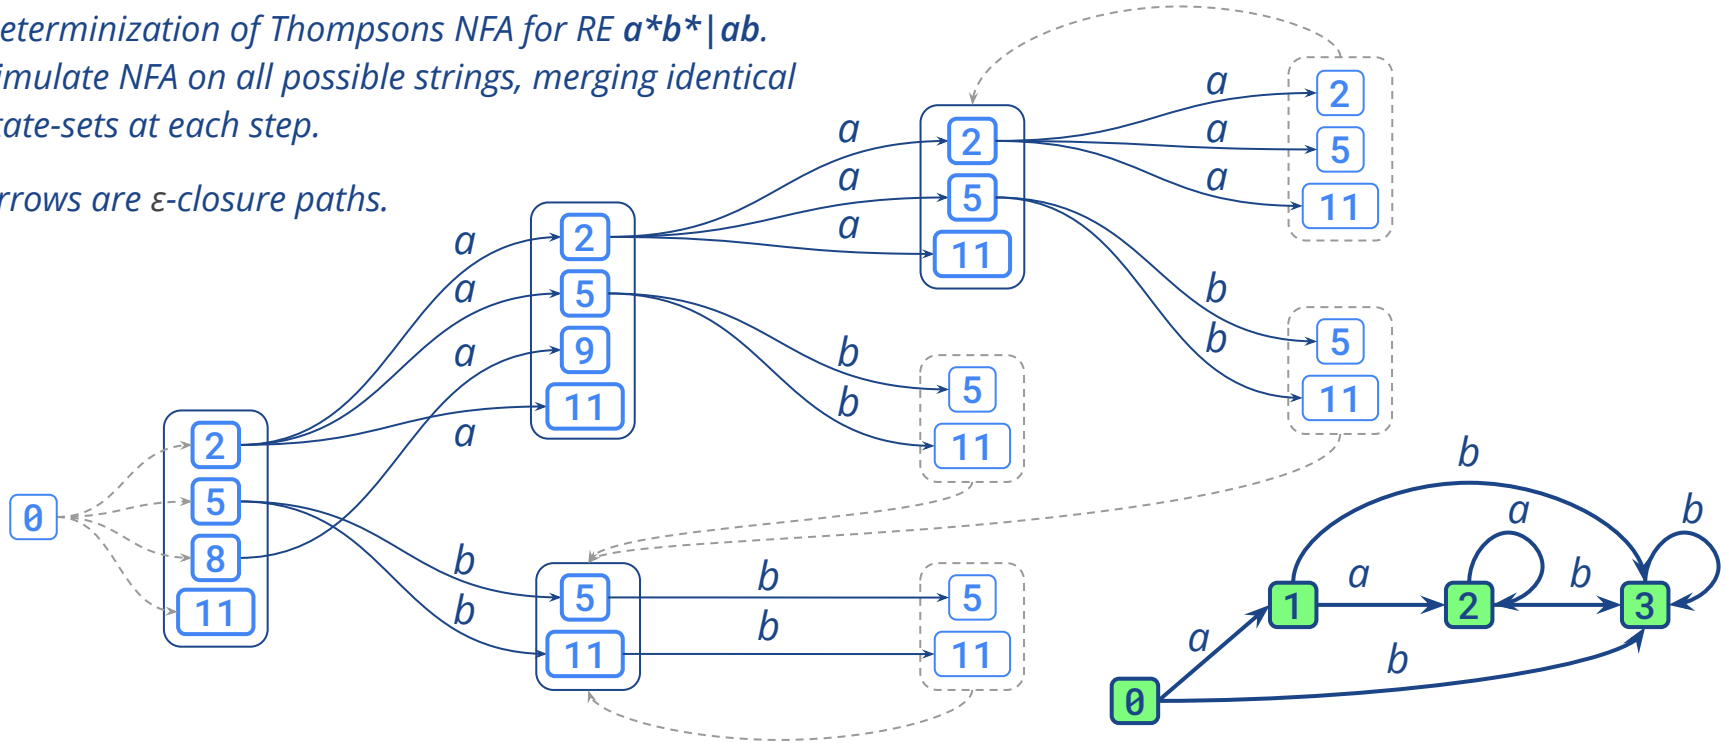 eterminization of Thompsons NFA for RE a*b*|ab.
imulate NFA on all possible strings, merging identical
tate-sets at each step.
rrows are ε-closure paths.
0
2
5
8
11
a
a
a
a
b
b
2
5
9
11
5
11
a
a
a
b
b
b
b
2
5
11
5
11
5
11
a
a
a
b
b
2
5
11
5
11
b
a
b
a
b
1
2
3
a
b
0